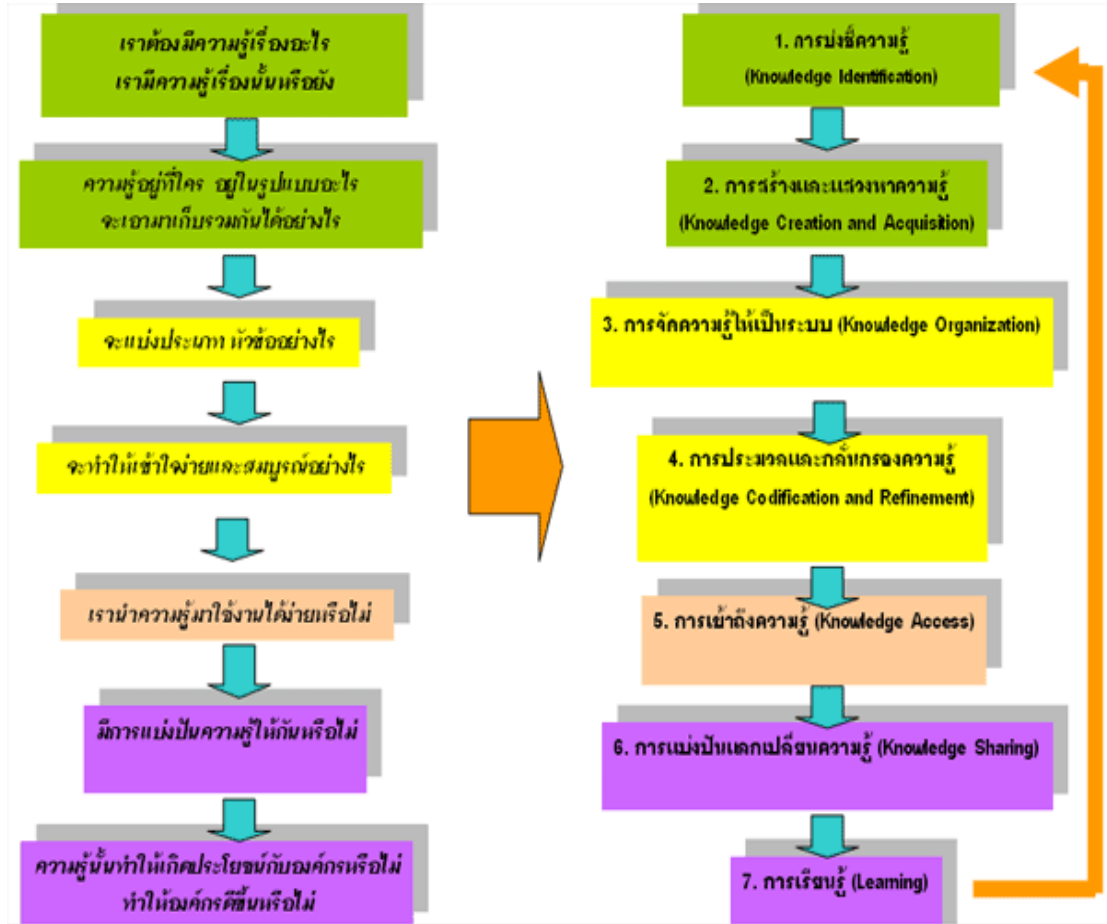 เราต้องมีความรู้เรื่องอะไร
เรามีความรู้เรื่องนั้นหรือยัง
ความรู้อยู่ที่ใคร อยู่ในรูปแบบอะไร
จะเอามาเก็บรวมกันได้อย่างไร
จะแบ่งประเภท หัวข้ออย่างไร
จะทำให้เข้าใจง่ายและสมบูรณ์อย่างไร
เรานำความรู้มาใช้งานได้ง่ายหรือไม่
มีการแบ่งปันความรู้ให้กันหรือไม่
ความรู้นั้นทำให้เกิดประโยชน์กับองค์กรหรือไม่
ทำให้องค์กรดีขึ้นหรือไม่
1. การบ่งชี้ความรู้
(Knowledge Identification)
2. การสร้างและแสวงหาความรู้
(Knowledge Creation and Acquisition)
3. การจัดความรู้ให้เป็นระบบ (Knowledge Organization)
4. การประมวลและกลั่นกรองความรู้
(Knowledge Codification and Refinement)
5. การเข้าถึงความรู้ (Knowledge Access)
6. การแบ่งปันแลกเปลี่ยนความรู้ (Knowledge Sharing)
7. การเรียนรู้ (Learning)